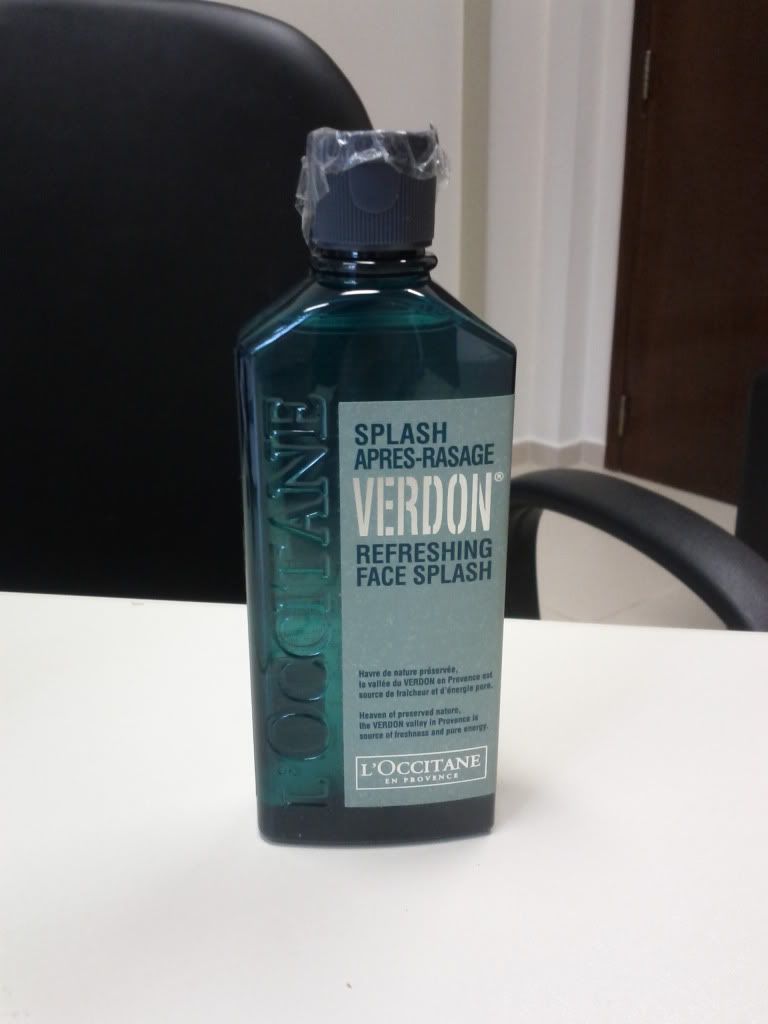 L'OCCITANE
SPLASH
APRES-RASAGE
VERDON®
REFRESHING
FACE SPLASH
Havre de nature préservée,
la vallée du VERDON en Provence est
source de fraîcheur et d'énergie pure.
Heaven of preserved nature,
the VERDON valley in Provence is
source of freshness and pure energy.
L'OCCITANE
EN PROVENCE